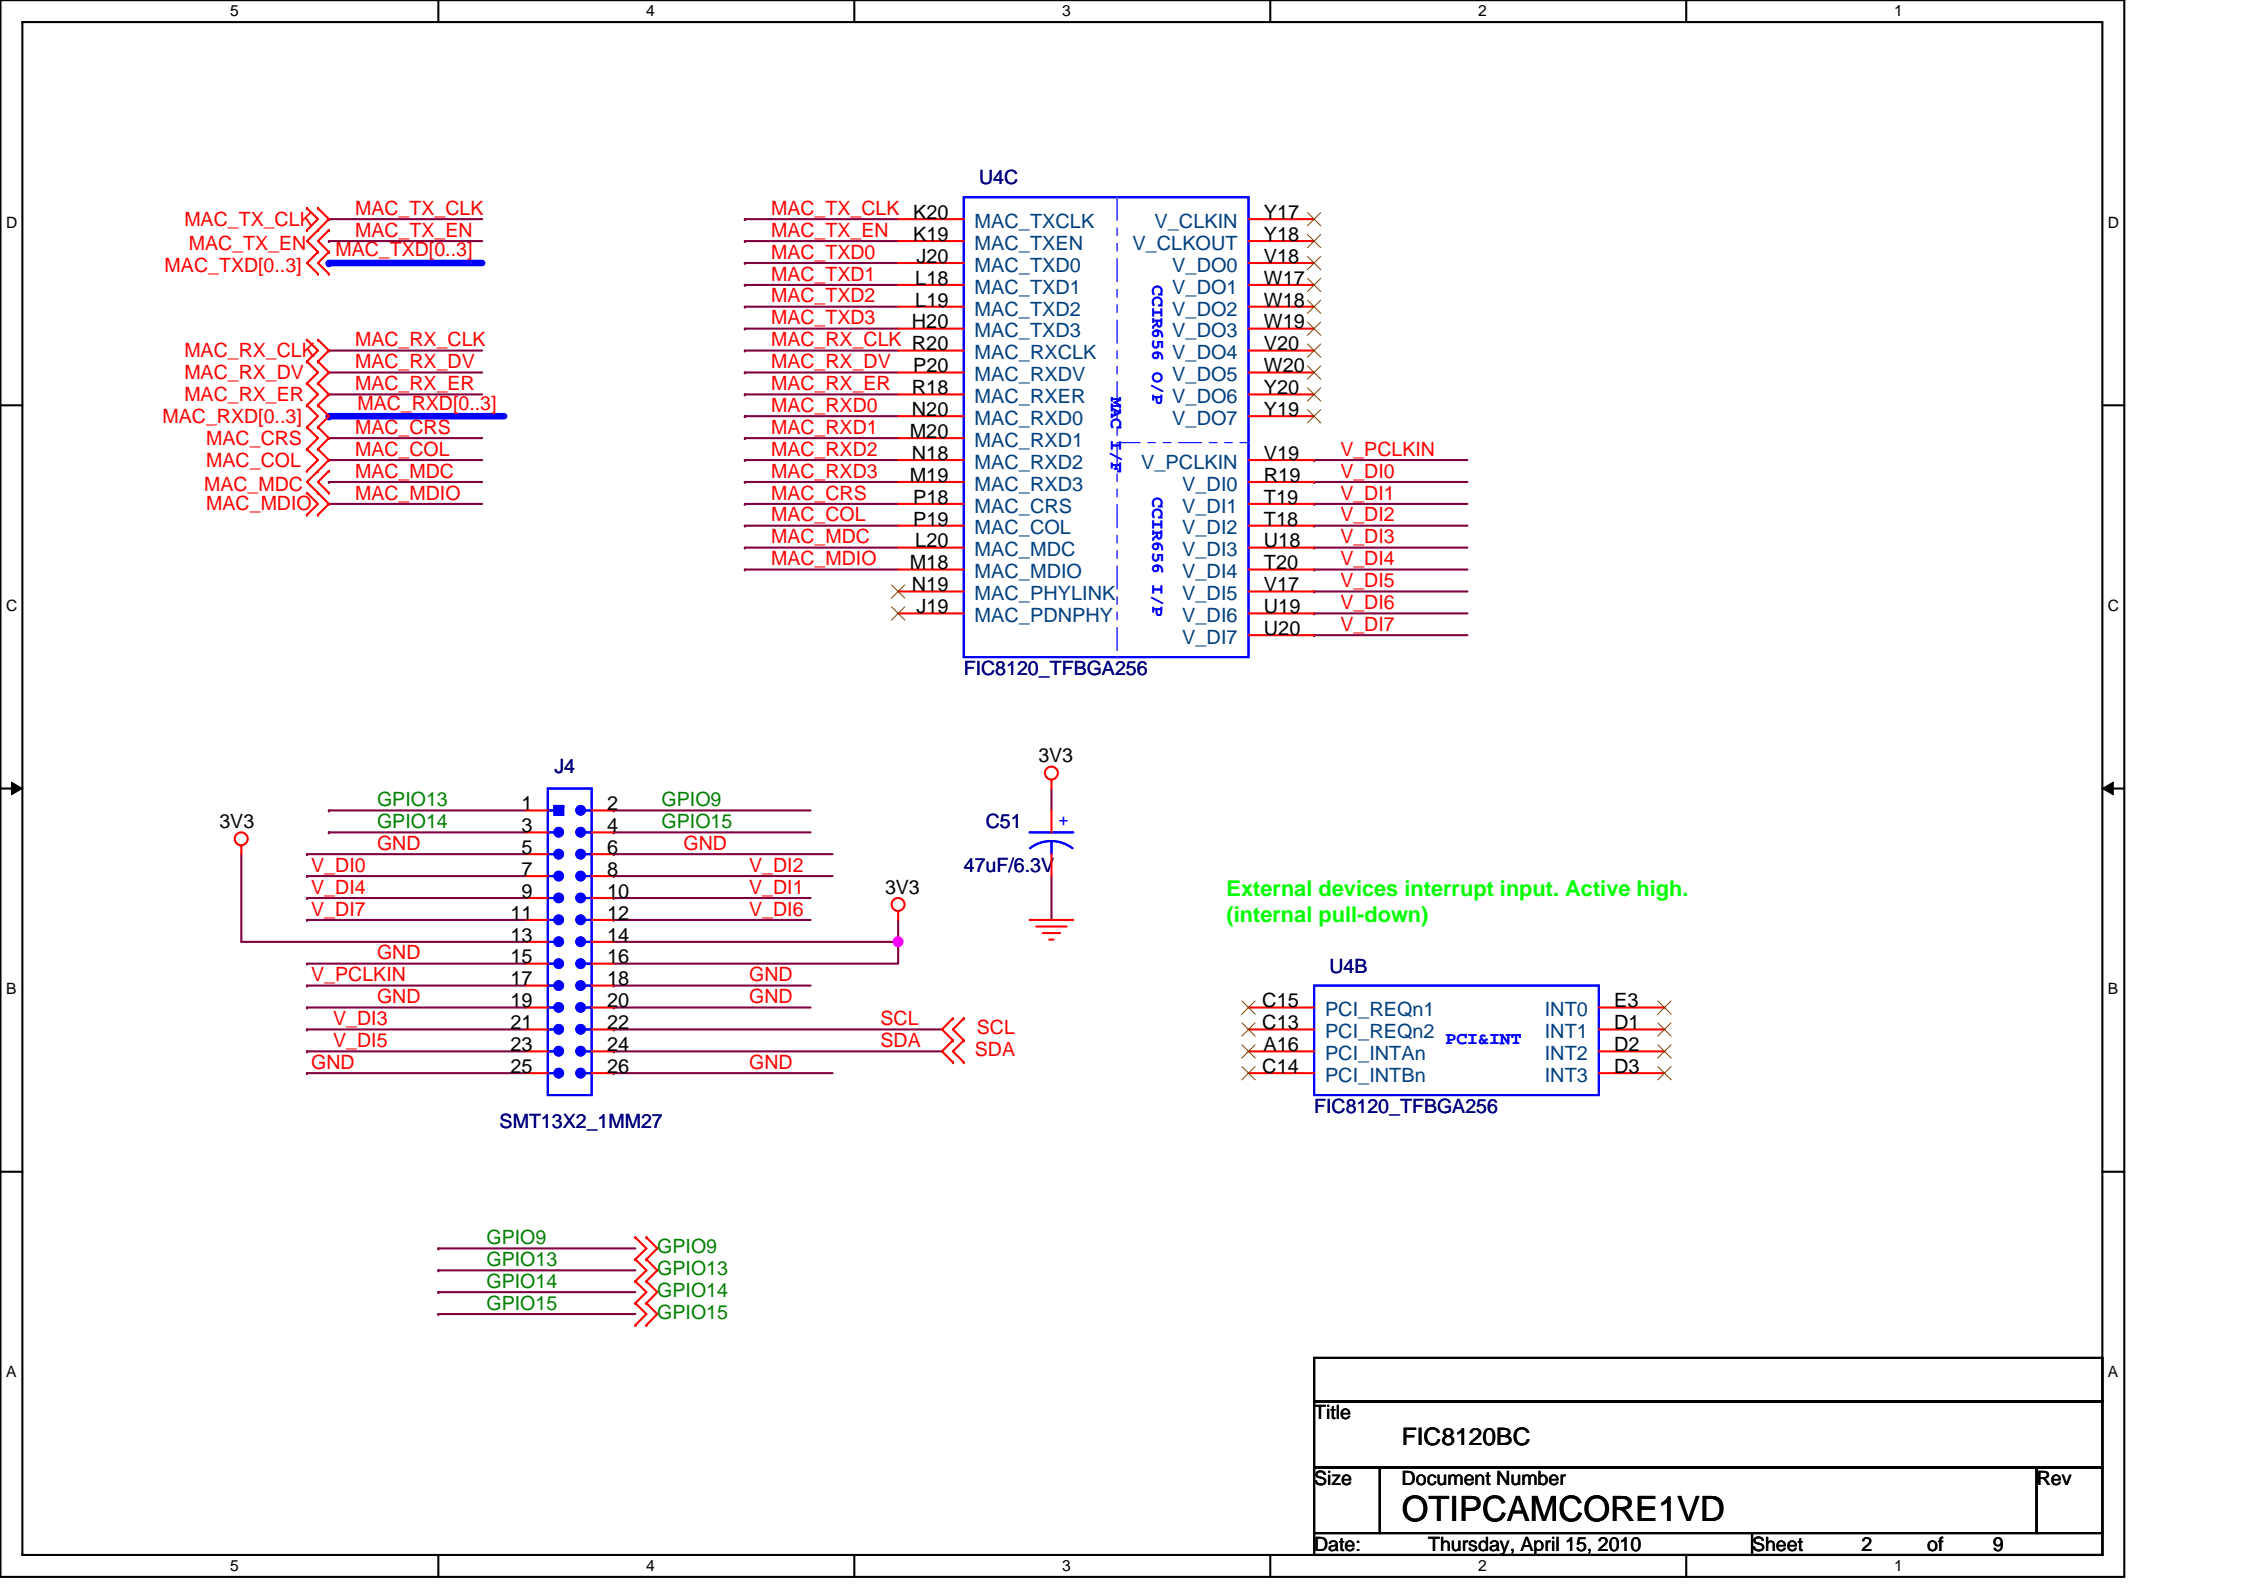 5 4 3 2 1
D D
C C
B B
A A
MAC_TX_CLK MAC_TX_CLK
MAC_TX_EN MAC_TX_EN
MAC_TXD[0..3] MAC_TXD[0..3]
MAC_RX_CLK MAC_RX_CLK
MAC_RX_DV MAC_RX_DV
MAC_RX_ER MAC_RX_ER
MAC_RXD[0..3] MAC_RXD[0..3]
MAC_CRS MAC_CRS
MAC_COL MAC_COL
MAC_MDC MAC_MDC
MAC_MDIO MAC_MDIO
U4C
MAC_TX_CLK K20 MAC_TXCLK V_CLKIN Y17
MAC_TX_EN K19 MAC_TXEN V_CLKOUT Y18
MAC_TXD0 J20 MAC_TXD0 V_DO0 V18
MAC_TXD1 L18 MAC_TXD1 V_DO1 W17
MAC_TXD2 L19 MAC_TXD2 V_DO2 W18
MAC_TXD3 H20 MAC_TXD3 V_DO3 W19
MAC_RX_CLK R20 MAC_RXCLK V_DO4 V20
MAC_RX_DV P20 MAC_RXDV V_DO5 W20
MAC_RX_ER R18 MAC_RXER V_DO6 Y20
MAC_RXD0 N20 MAC_RXD0 V_DO7 Y19
MAC_RXD1 M20 MAC_RXD1
MAC_RXD2 N18 MAC_RXD2 V_PCLKIN V19 V_PCLKIN
MAC_RXD3 M19 MAC_RXD3 V_DI0 R19 V_DI0
MAC_CRS P18 MAC_CRS V_DI1 T19 V_DI1
MAC_COL P19 MAC_COL V_DI2 T18 V_DI2
MAC_MDC L20 MAC_MDC V_DI3 U18 V_DI3
MAC_MDIO M18 MAC_MDIO V_DI4 T20 V_DI4
N19 MAC_PHYLINK V_DI5 V17 V_DI5
J19 MAC_PDNPHY V_DI6 U19 V_DI6
V_DI7 U20 V_DI7
MAC I/F
CCIR656 O/P
CCIR656 I/P
FIC8120_TFBGA256
J4
3V3
GPIO13 1 2 GPIO9
GPIO14 3 4 GPIO15
GND 5 6 GND
V_DI0 7 8 V_DI2
V_DI4 9 10 V_DI1
V_DI7 11 12 V_DI6
13 14
3V3
GND 15 16
V_PCLKIN 17 18 GND
GND 19 20 GND
V_DI3 21 22 SCL SCL
V_DI5 23 24 SDA SDA
GND 25 26 GND
SMT13X2_1MM27
3V3
C51 +
47uF/6.3V
External devices interrupt input. Active high.
(internal pull-down)
U4B
C15 PCI_REQn1 INT0 E3
C13 PCI_REQn2 INT1 D1
A16 PCI_INTAn INT2 D2
C14 PCI_INTBn INT3 D3
PCI&INT
FIC8120_TFBGA256
GPIO9 GPIO9
GPIO13 GPIO13
GPIO14 GPIO14
GPIO15 GPIO15
Title
FIC8120BC
Size Document Number Rev
OTIPCAMCORE1VD
Date: Thursday, April 15, 2010 Sheet 2 of 9
5 4 3 2 1